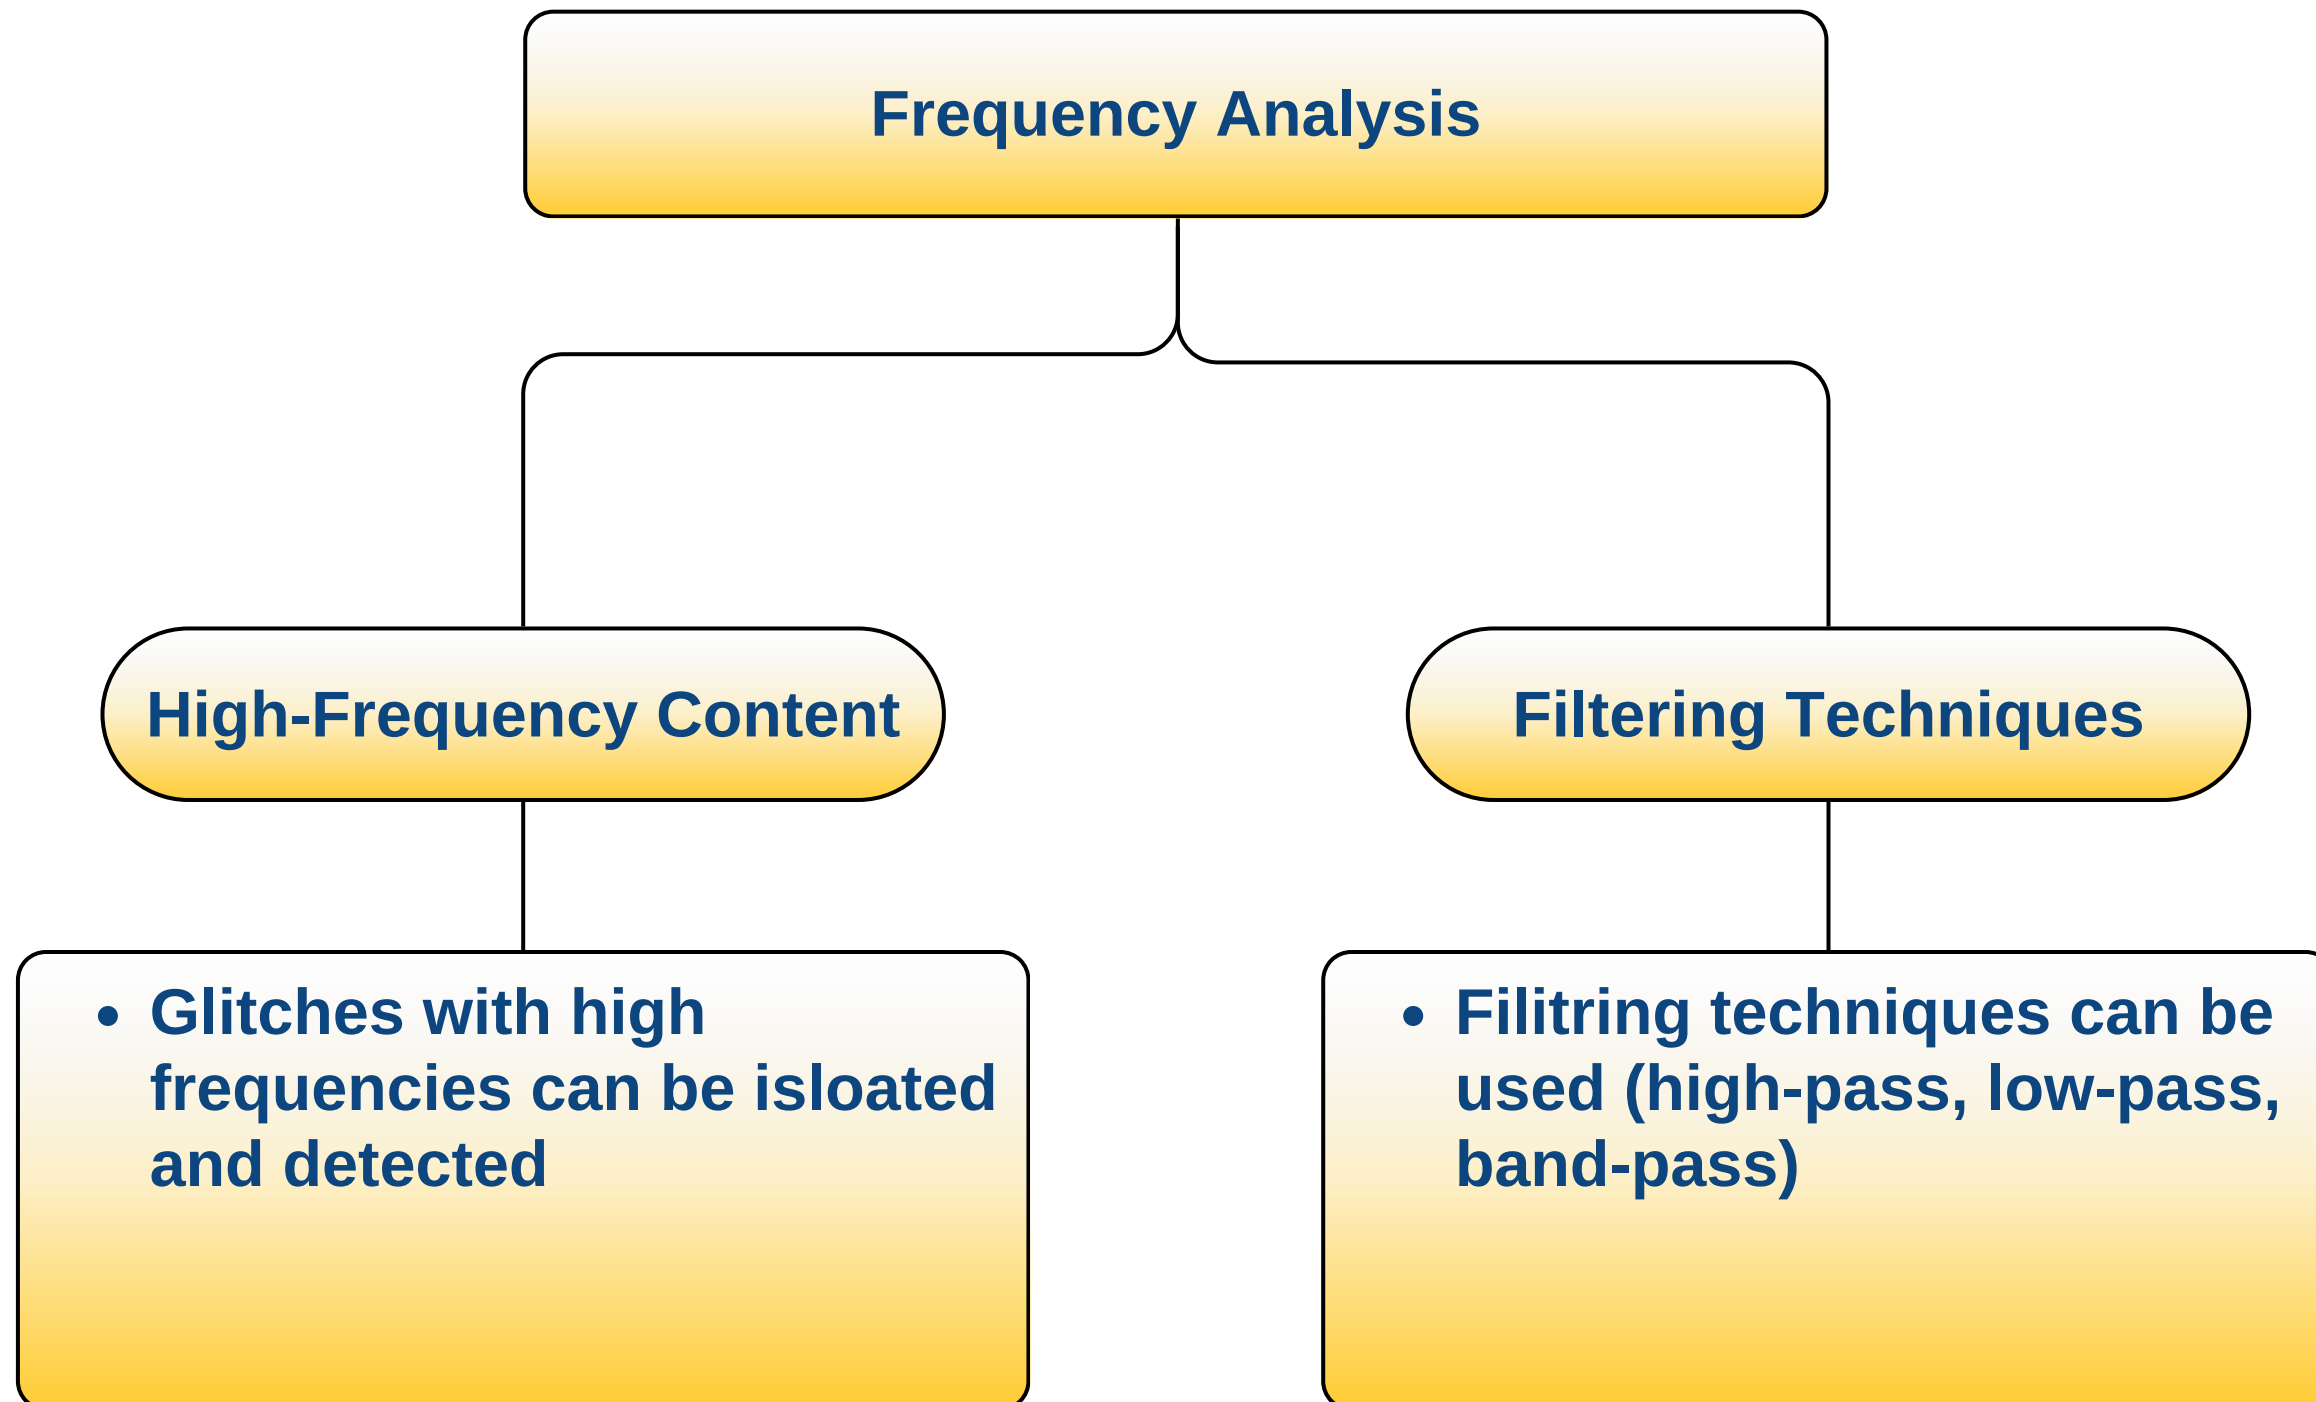 Frequency Analysis
High-Frequency Content
Filtering Techniques
• Glitches with high
frequencies can be isloated
and detected
• Filitring techniques can be
used (high-pass, low-pass,
band-pass)